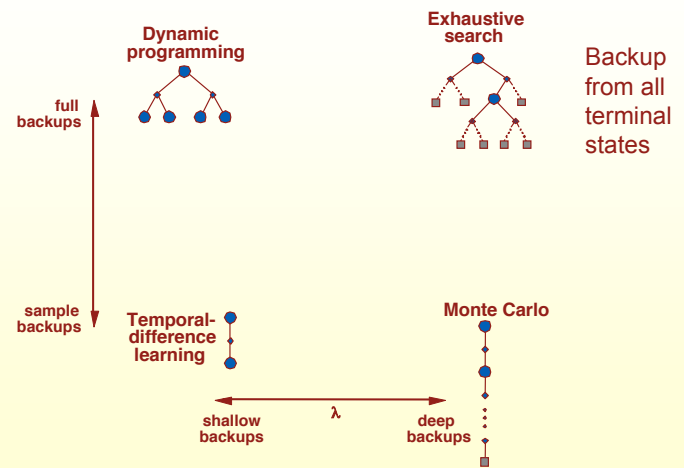 Dynamic
programming
Exhaustive
search
Backup
from all
terminal
states
full
backups
sample
backups
Temporal-
difference
learning
Monte Carlo
λ
shallow
backups
deep
backups